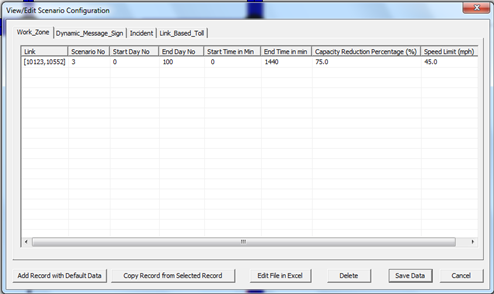 View/Edit Scenario Configuration
Work_Zone Dynamic_Message_Sign Incident Link_Based_Toll
Link Scenario No Start Day No End Day No Start Time in Min End Time in min Capacity Reduction Percentage (%) Speed Limit (mph)
[10123,10552] 3 0 100 0 1440 75.0 45.0
Add Record with Default Data Copy Record from Selected Record Edit File in Excel Delete Save Data Cancel